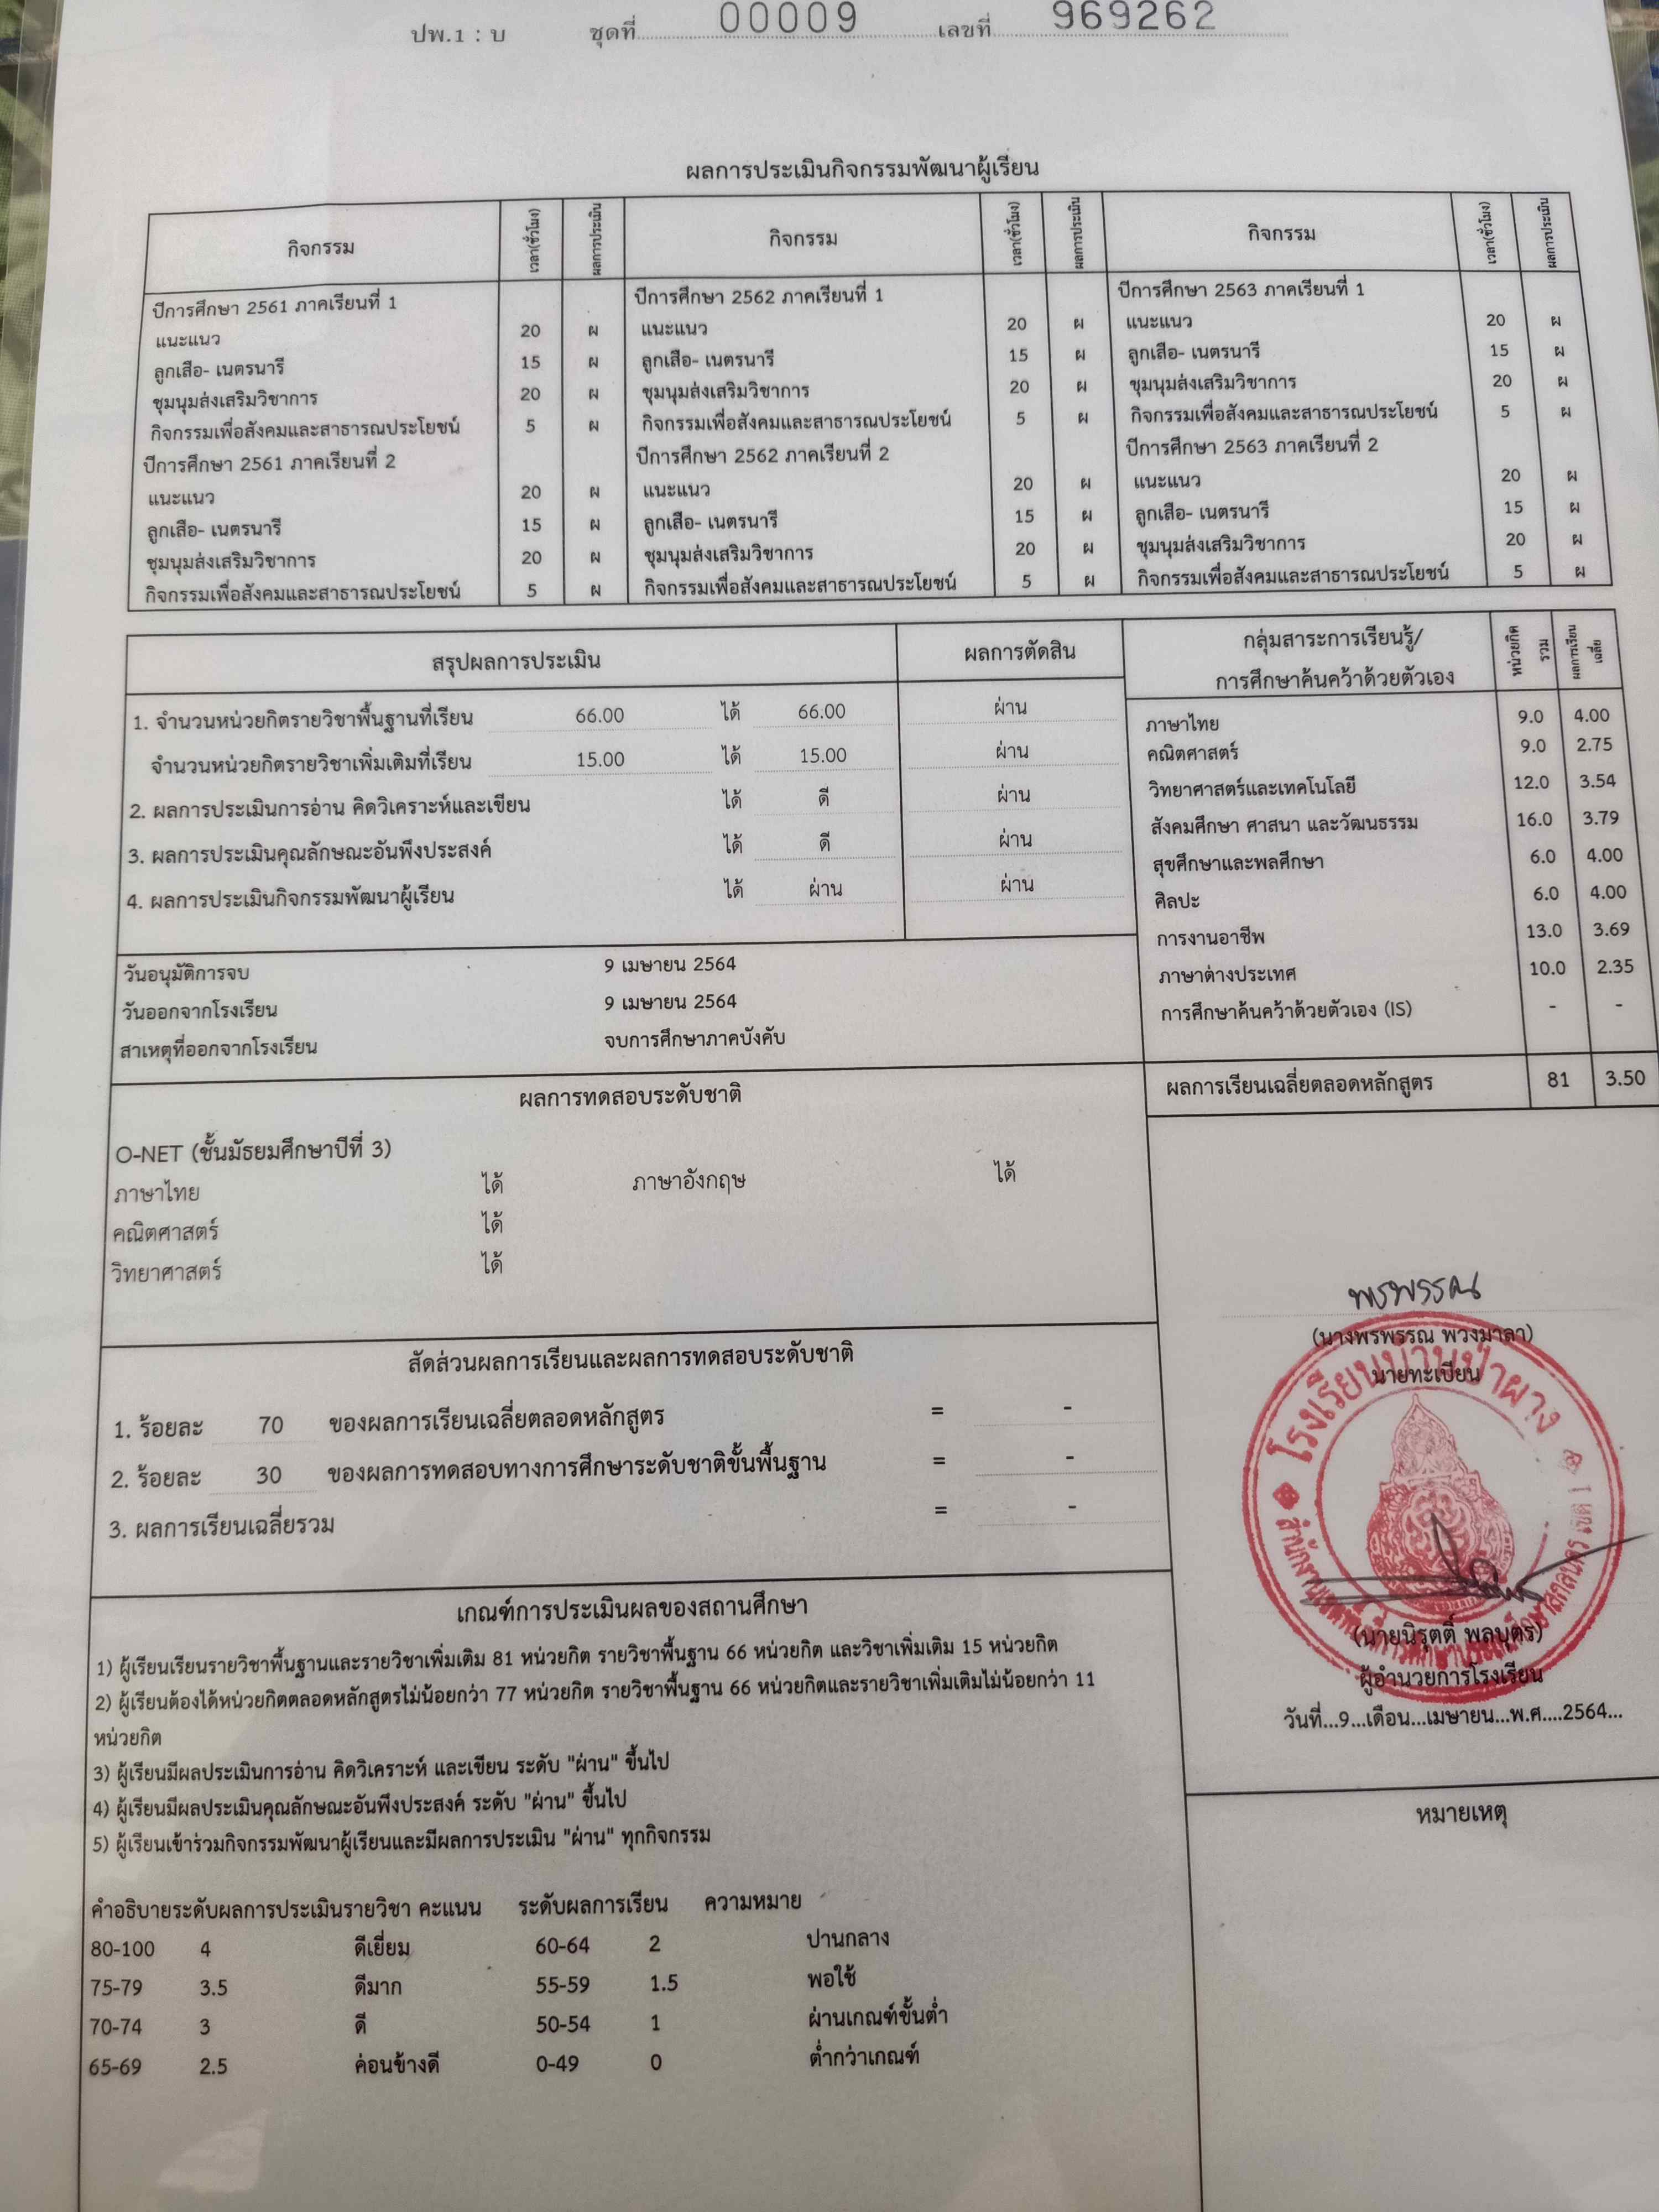 ปพ.1 : บ ชุดที่ 00009 เลขที่ 969262
ผลการประเมินกิจกรรมพัฒนาผู้เรียน
กิจกรรม เวลา(ชั่วโมง) ผลการประเมิน กิจกรรม เวลา(ชั่วโมง) ผลการประเมิน กิจกรรม เวลา(ชั่วโมง) ผลการประเมิน
ปีการศึกษา 2561 ภาคเรียนที่ 1 ปีการศึกษา 2562 ภาคเรียนที่ 1 ปีการศึกษา 2563 ภาคเรียนที่ 1
แนะแนว 20 ผ แนะแนว 20 ผ แนะแนว 20 ผ
ลูกเสือ- เนตรนารี 15 ผ ลูกเสือ- เนตรนารี 15 ผ ลูกเสือ- เนตรนารี 15 ผ
ชุมนุมส่งเสริมวิชาการ 20 ผ ชุมนุมส่งเสริมวิชาการ 20 ผ ชุมนุมส่งเสริมวิชาการ 20 ผ
กิจกรรมเพื่อสังคมและสาธารณประโยชน์ 5 ผ กิจกรรมเพื่อสังคมและสาธารณประโยชน์ 5 ผ กิจกรรมเพื่อสังคมและสาธารณประโยชน์ 5 ผ
ปีการศึกษา 2561 ภาคเรียนที่ 2 ปีการศึกษา 2562 ภาคเรียนที่ 2 ปีการศึกษา 2563 ภาคเรียนที่ 2
แนะแนว 20 ผ แนะแนว 20 ผ แนะแนว 20 ผ
ลูกเสือ- เนตรนารี 15 ผ ลูกเสือ- เนตรนารี 15 ผ ลูกเสือ- เนตรนารี 15 ผ
ชุมนุมส่งเสริมวิชาการ 20 ผ ชุมนุมส่งเสริมวิชาการ 20 ผ ชุมนุมส่งเสริมวิชาการ 20 ผ
กิจกรรมเพื่อสังคมและสาธารณประโยชน์ 5 ผ กิจกรรมเพื่อสังคมและสาธารณประโยชน์ 5 ผ กิจกรรมเพื่อสังคมและสาธารณประโยชน์ 5 ผ
สรุปผลการประเมิน ผลการตัดสิน
1. จำนวนหน่วยกิตรายวิชาพื้นฐานที่เรียน 66.00 ได้ 66.00 ผ่าน
จำนวนหน่วยกิตรายวิชาเพิ่มเติมที่เรียน 15.00 ได้ 15.00 ผ่าน
2. ผลการประเมินการอ่าน คิดวิเคราะห์และเขียน ได้ ดี ผ่าน
3. ผลการประเมินคุณลักษณะอันพึงประสงค์ ได้ ดี ผ่าน
4. ผลการประเมินกิจกรรมพัฒนาผู้เรียน ได้ ผ่าน ผ่าน
วันอนุมัติการจบ 9 เมษายน 2564
วันออกจากโรงเรียน 9 เมษายน 2564
สาเหตุที่ออกจากโรงเรียน จบการศึกษาภาคบังคับ
กลุ่มสาระการเรียนรู้/
การศึกษาค้นคว้าด้วยตัวเอง
หน่วยกิต
รวม
ผลการเรียน
เฉลี่ย
ภาษาไทย 9.0 4.00
คณิตศาสตร์ 9.0 2.75
วิทยาศาสตร์และเทคโนโลยี 12.0 3.54
สังคมศึกษา ศาสนา และวัฒนธรรม 16.0 3.79
สุขศึกษาและพลศึกษา 6.0 4.00
ศิลปะ 6.0 4.00
การงานอาชีพ 13.0 3.69
ภาษาต่างประเทศ 10.0 2.35
การศึกษาค้นคว้าด้วยตัวเอง (IS) - -
ผลการเรียนเฉลี่ยตลอดหลักสูตร 81 3.50
ผลการทดสอบระดับชาติ
O-NET (ชั้นมัธยมศึกษาปีที่ 3)
ภาษาไทย ได้ ภาษาอังกฤษ ได้
คณิตศาสตร์ ได้
วิทยาศาสตร์ ได้
สัดส่วนผลการเรียนและผลการทดสอบระดับชาติ
1. ร้อยละ 70 ของผลการเรียนเฉลี่ยตลอดหลักสูตร = -
2. ร้อยละ 30 ของผลการทดสอบทางการศึกษาระดับชาติขั้นพื้นฐาน = -
3. ผลการเรียนเฉลี่ยรวม = -
พรพรรณ
(นางพรพรรณ พวงมาลา)
นายทะเบียน
โรงเรียนบ้านป่าผาง
(นายนิรุตติ์ พลบุตร)
ผู้อำนวยการโรงเรียน
วันที่...9...เดือน...เมษายน...พ.ศ....2564...
หมายเหตุ
เกณฑ์การประเมินผลของสถานศึกษา
1) ผู้เรียนเรียนรายวิชาพื้นฐานและรายวิชาเพิ่มเติม 81 หน่วยกิต รายวิชาพื้นฐาน 66 หน่วยกิต และวิชาเพิ่มเติม 15 หน่วยกิต
2) ผู้เรียนต้องได้หน่วยกิตตลอดหลักสูตรไม่น้อยกว่า 77 หน่วยกิต รายวิชาพื้นฐาน 66 หน่วยกิตและรายวิชาเพิ่มเติมไม่น้อยกว่า 11
หน่วยกิต
3) ผู้เรียนมีผลประเมินการอ่าน คิดวิเคราะห์ และเขียน ระดับ "ผ่าน" ขึ้นไป
4) ผู้เรียนมีผลประเมินคุณลักษณะอันพึงประสงค์ ระดับ "ผ่าน" ขึ้นไป
5) ผู้เรียนเข้าร่วมกิจกรรมพัฒนาผู้เรียนและมีผลการประเมิน "ผ่าน" ทุกกิจกรรม
คำอธิบายระดับผลการประเมินรายวิชา คะแนน ระดับผลการเรียน ความหมาย
80-100 4 ดีเยี่ยม 60-64 2 ปานกลาง
75-79 3.5 ดีมาก 55-59 1.5 พอใช้
70-74 3 ดี 50-54 1 ผ่านเกณฑ์ขั้นต่ำ
65-69 2.5 ค่อนข้างดี 0-49 0 ต่ำกว่าเกณฑ์